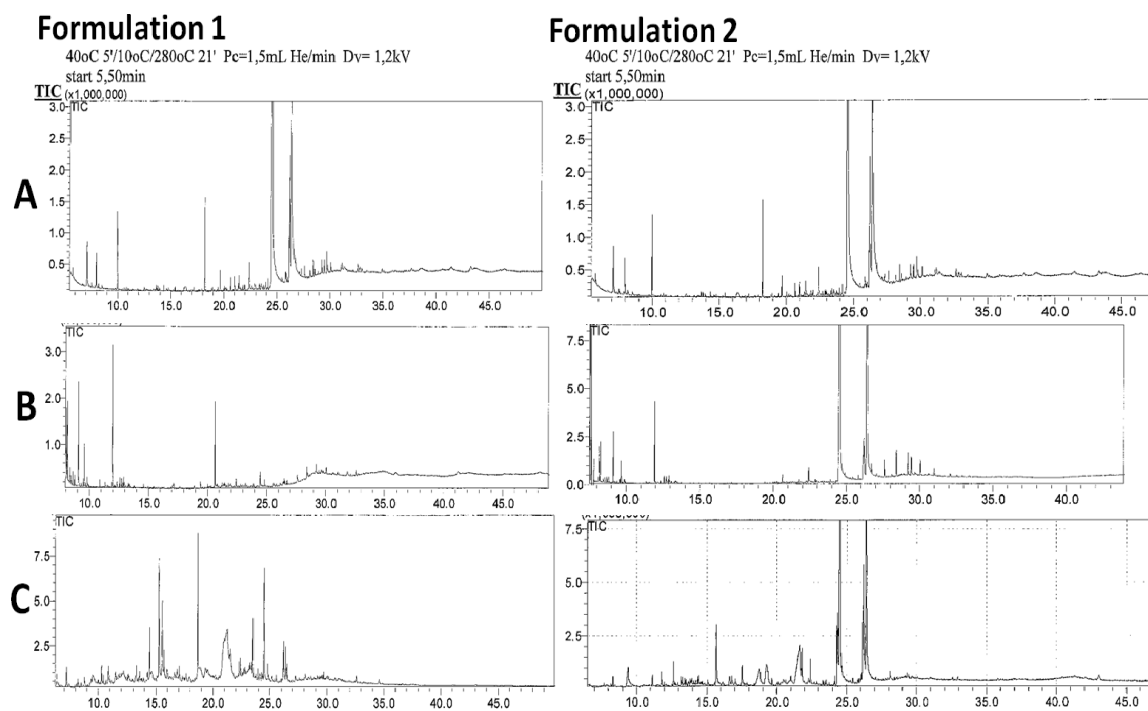 Formulation 1
40oC 5'/10oC/280oC 21' Pc=1,5mL He/min Dv= 1,2kV
start 5,50min
TIC (x1,000,000)
Formulation 2
40oC 5'/10oC/280oC 21' Pc=1,5mL He/min Dv= 1,2kV
start 5,50min
TIC (x1,000,000)
A
TIC
3.0
2.5
2.0
1.5
1.0
0.5
10.0 15.0 20.0 25.0 30.0 35.0 40.0 45.0
TIC
3.0
2.5
2.0
1.5
1.0
0.5
10.0 15.0 20.0 25.0 30.0 35.0 40.0 45.0
B
TIC
3.0
2.0
1.0
10.0 15.0 20.0 25.0 30.0 35.0 40.0 45.0
TIC
7.5
5.0
2.5
0.0
10.0 15.0 20.0 25.0 30.0 35.0 40.0
C
TIC
7.5
5.0
2.5
10.0 15.0 20.0 25.0 30.0 35.0 40.0 45.0
TIC
7.5
5.0
2.5
10.0 15.0 20.0 25.0 30.0 35.0 40.0 45.0